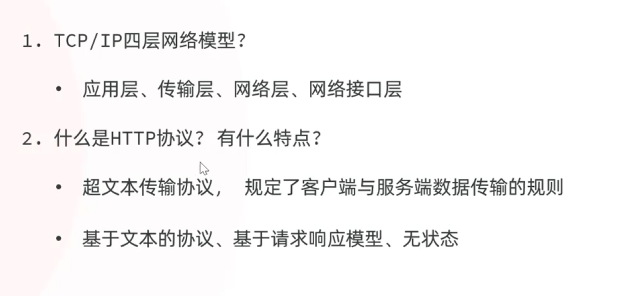 1. TCP/IP四层网络模型？
• 应用层、传输层、网络层、网络接口层
2. 什么是HTTP协议？ 有什么特点？
• 超文本传输协议， 规定了客户端与服务端数据传输的规则
• 基于文本的协议、基于请求响应模型、无状态